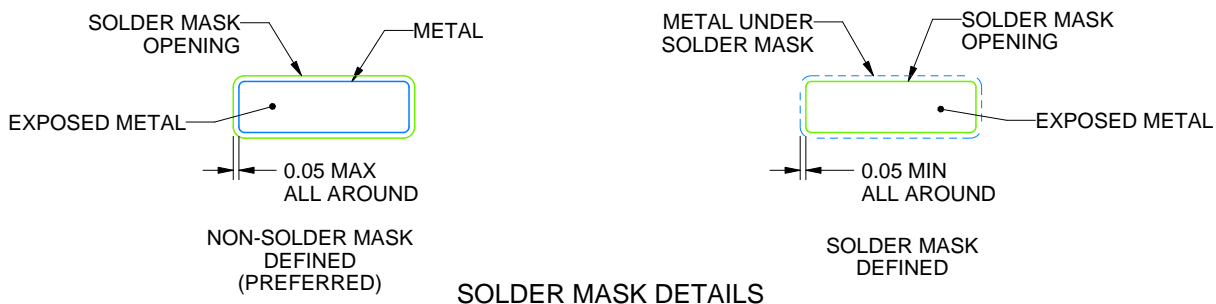 SOLDER MASK
OPENING
METAL
EXPOSED METAL
0.05 MAX
ALL AROUND
NON-SOLDER MASK
DEFINED
(PREFERRED)
METAL UNDER
SOLDER MASK
SOLDER MASK
OPENING
EXPOSED METAL
0.05 MIN
ALL AROUND
SOLDER MASK
DEFINED
SOLDER MASK DETAILS